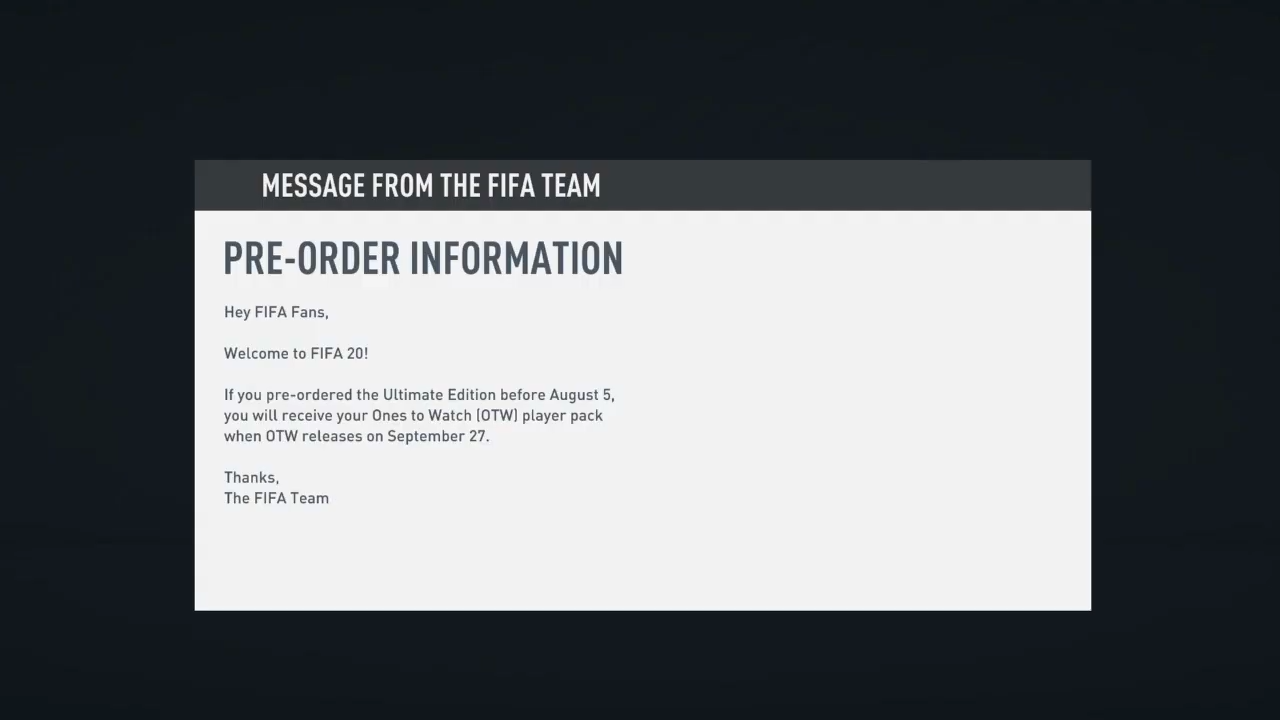 MESSAGE FROM THE FIFA TEAM
PRE-ORDER INFORMATION
Hey FIFA Fans,
Welcome to FIFA 20!
If you pre-ordered the Ultimate Edition before August 5,
you will receive your Ones to Watch (OTW) player pack
when OTW releases on September 27.
Thanks,
The FIFA Team